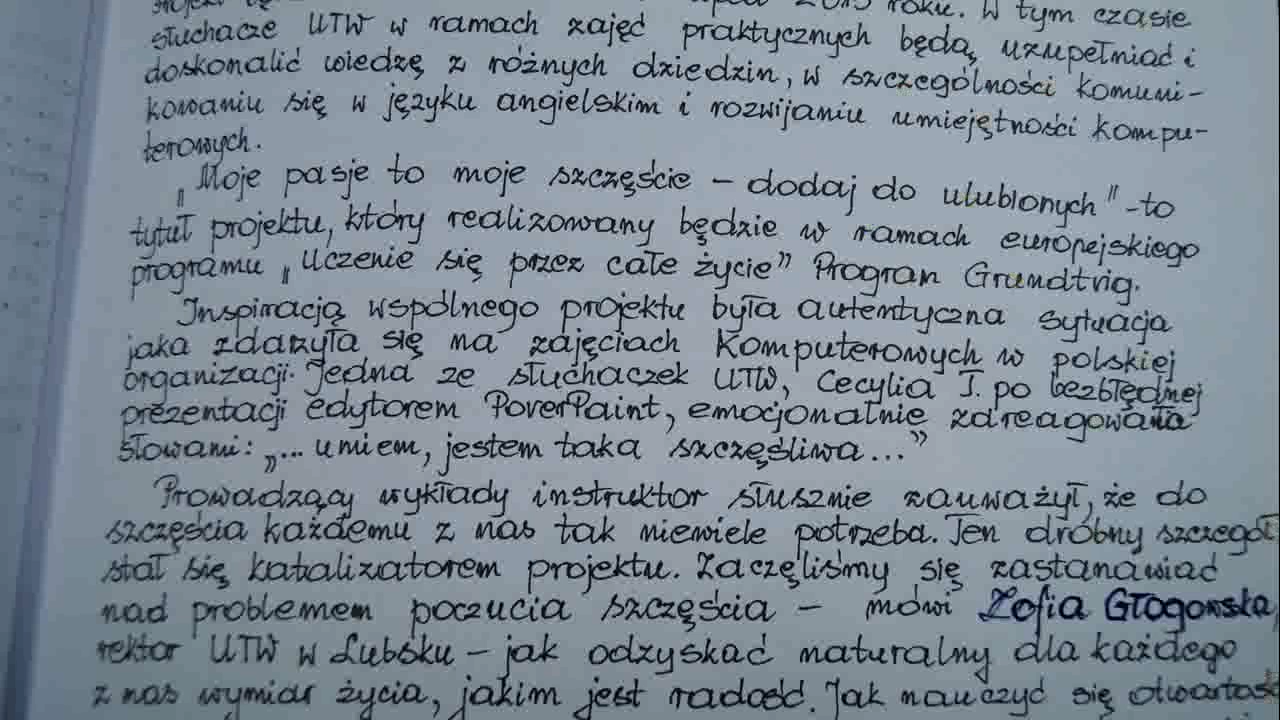 2013 roku. W tym czasie
słuchacze UTW w ramach zajęć praktycznych będą uzupełniać i
doskonalić wiedzę z różnych dziedzin, w szczególności komuni-
kowaniu się w języku angielskim i rozwijaniu umiejętności kompu-
terowych.
„Moje pasje to moje szczęście – dodaj do ulubionych" -to
tytuł projektu, który realizowany będzie w ramach europejskiego
programu „Uczenie się przez całe życie” Program Grundtvig.
Inspiracją wspólnego projektu była autentyczna sytuacja
jaka zdarzyła się na zajęciach komputerowych w polskiej
organizacji. Jedna ze słuchaczek UTW, Cecylia J. po bezbłędnej
prezentacji edytorem PoverPaint, emocjonalnie zdreagowała
słowami: „... umiem, jestem taka szczęśliwa...”
Prowadzący wykłady instruktor słusznie zauważył, że do
szczęścia każdemu z nas tak niewiele potrzeba. Ten drobny szczegół
stał się katalizatorem projektu. Zaczęliśmy się zastanawiać
nad problemem poczucia szczęścia – mówi Zofia Głogowska,
rektor UTW w Lubsku – jak odzyskać naturalny dla każdego
z nas wymiar życia, jakim jest radość. Jak nauczyć się